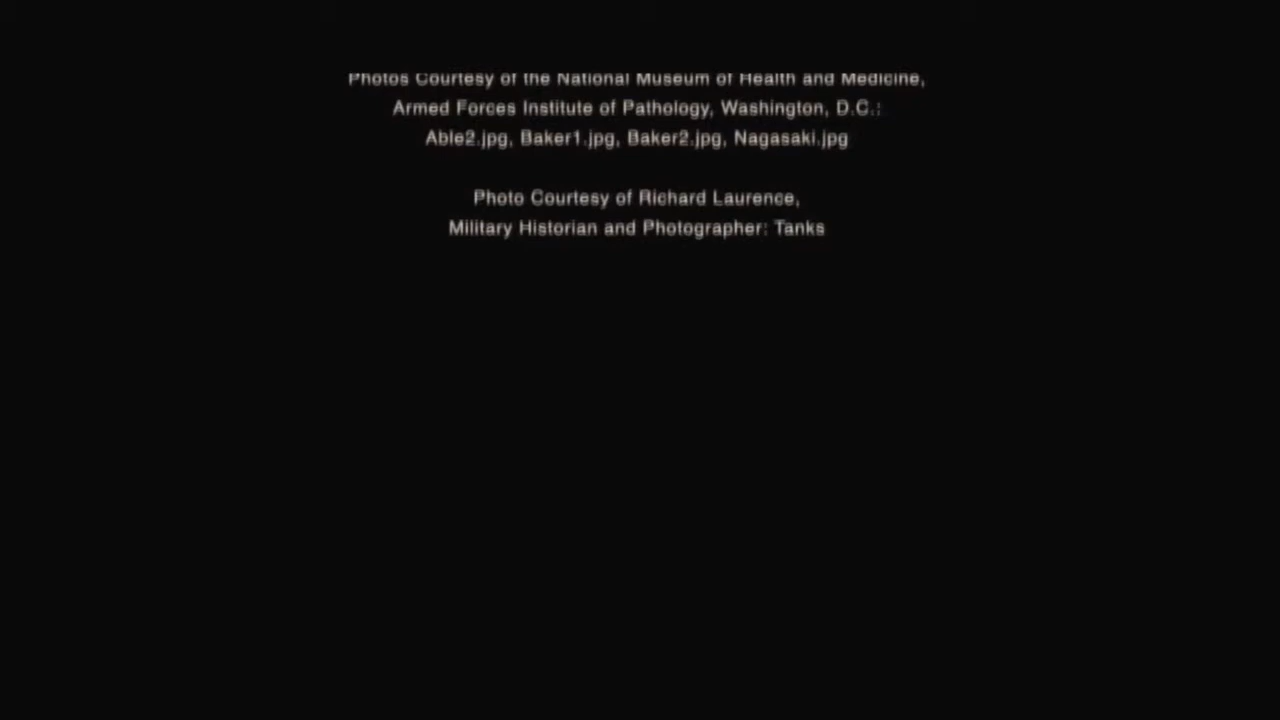 Photos Courtesy of the National Museum of Health and Medicine,
Armed Forces Institute of Pathology, Washington, D.C.:
Able2.jpg, Baker1.jpg, Baker2.jpg, Nagasaki.jpg
Photo Courtesy of Richard Laurence,
Military Historian and Photographer: Tanks